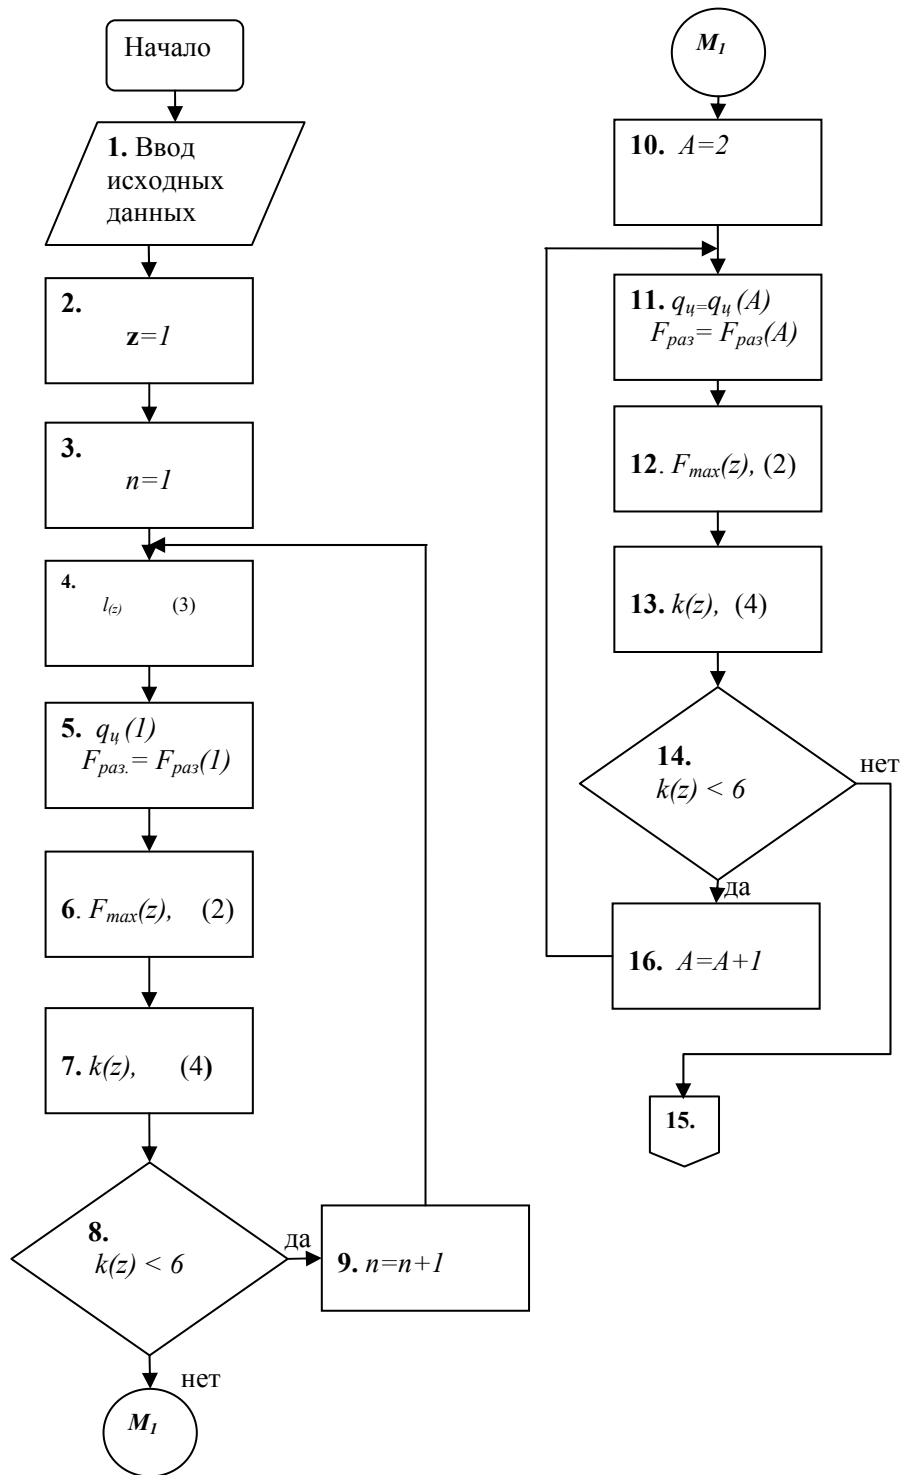 Начало
1. Ввод
исходных
данных
2.
z=1
3.
n=1
4.
l(z) (3)
5. qц (1)
Fраз.= Fраз(1)
6. Fmax(z), (2)
7. k(z), (4)
8.
k(z) < 6
да
9. n=n+1
нет
M1
M1
10. A=2
11. qц=qц (A)
Fраз= Fраз(A)
12. Fmax(z), (2)
13. k(z), (4)
14.
k(z) < 6
нет
да
16. A=A+1
15.